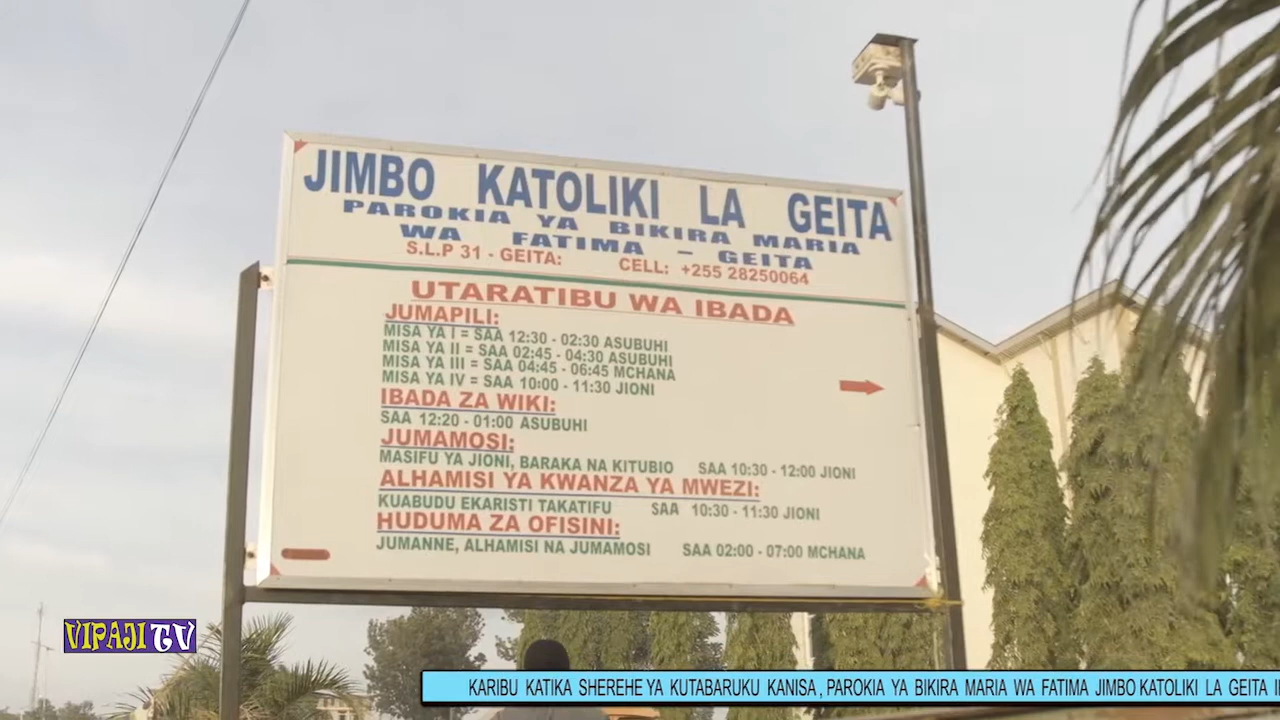 JIMBO KATOLIKI LA GEITA
PAROKIA YA BIKIRA MARIA
WA FATIMA - GEITA
S.L.P 31 - GEITA: CELL: +255 28250064
UTARATIBU WA IBADA
JUMAPILI:
MISA YA I = SAA 12:30 - 02:30 ASUBUHI
MISA YA II = SAA 02:45 - 04:30 ASUBUHI
MISA YA III = SAA 04:45 - 06:45 MCHANA
MISA YA IV = SAA 10:00 - 11:30 JIONI
IBADA ZA WIKI:
SAA 12:20 - 01:00 ASUBUHI
JUMAMOSI:
MASIFU YA JIONI, BARAKA NA KITUBIO SAA 10:30 - 12:00 JIONI
ALHAMISI YA KWANZA YA MWEZI:
KUABUDU EKARISTI TAKATIFU SAA 10:30 - 11:30 JIONI
HUDUMA ZA OFISINI:
JUMANNE, ALHAMISI NA JUMAMOSI SAA 02:00 - 07:00 MCHANA
VIPAJI TV
KARIBU KATIKA SHEREHE YA KUTABARUKU KANISA, PAROKIA YA BIKIRA MARIA WA FATIMA JIMBO KATOLIKI LA GEITA